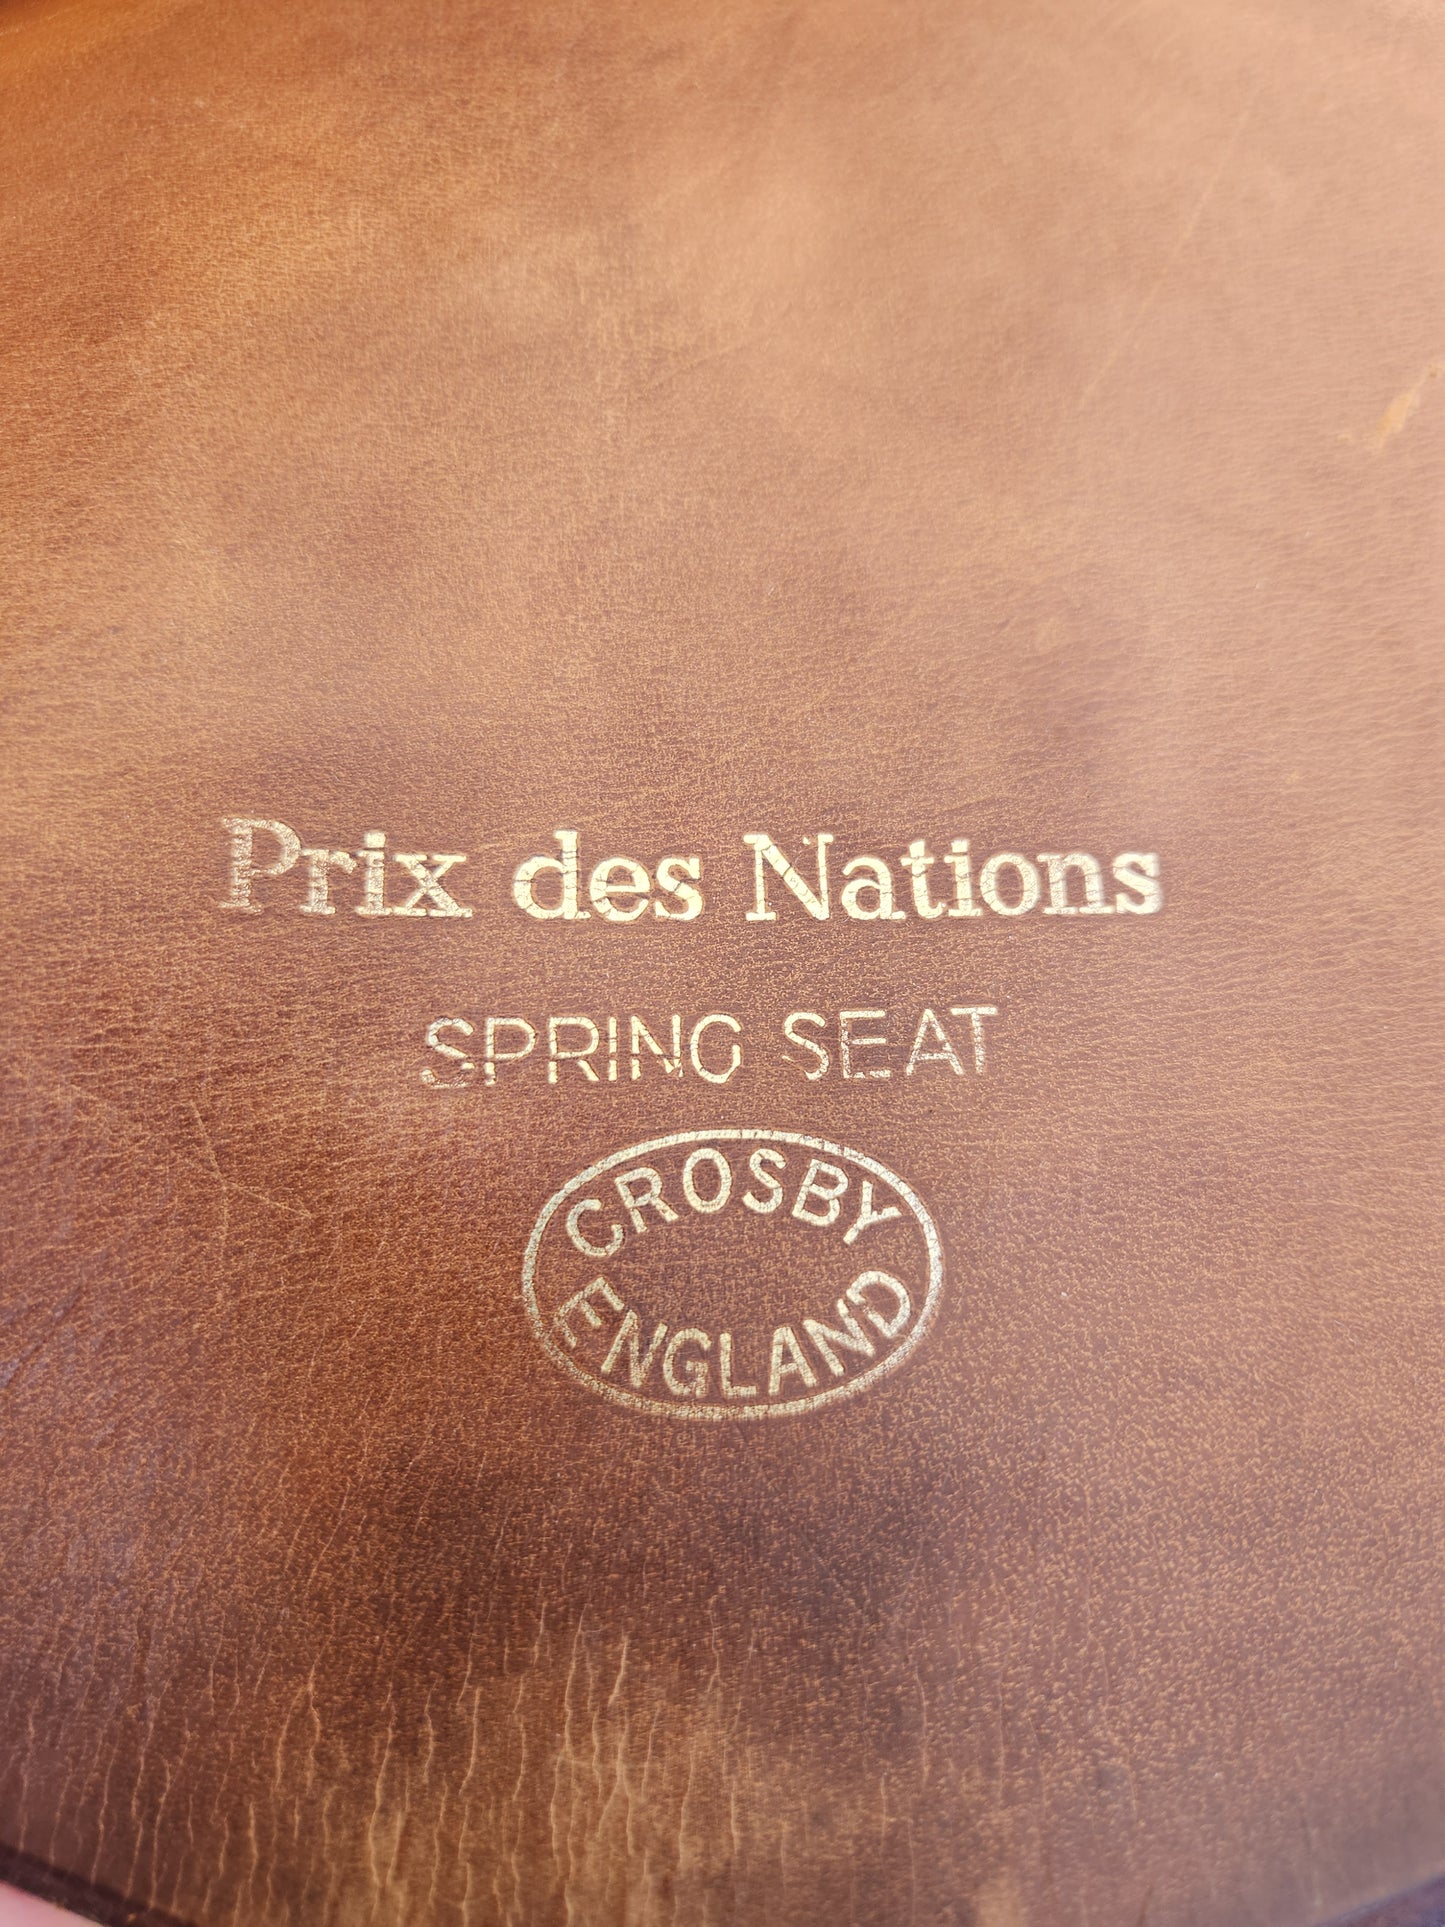 Prix des Nations
SPRING SEAT
CROSBY
ENGLAND